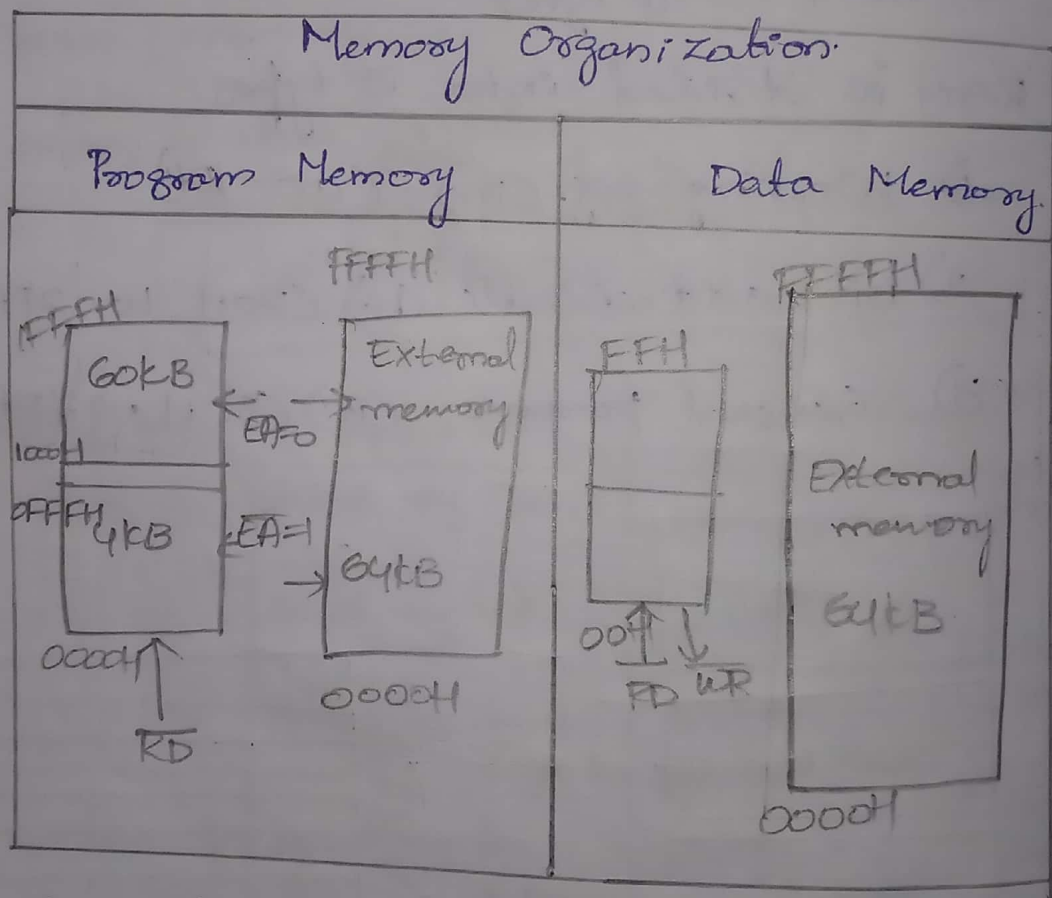 Memory Organization.
Program Memory
Data Memory.
FFFFH
FFFFH
60KB
External
memory
EA=0
1000H
0FFFH
4KB
EA=1
64KB
0000H
0000H
RD
FFH
00H
RD
WR
FFFFH
External
memory
64KB
0000H